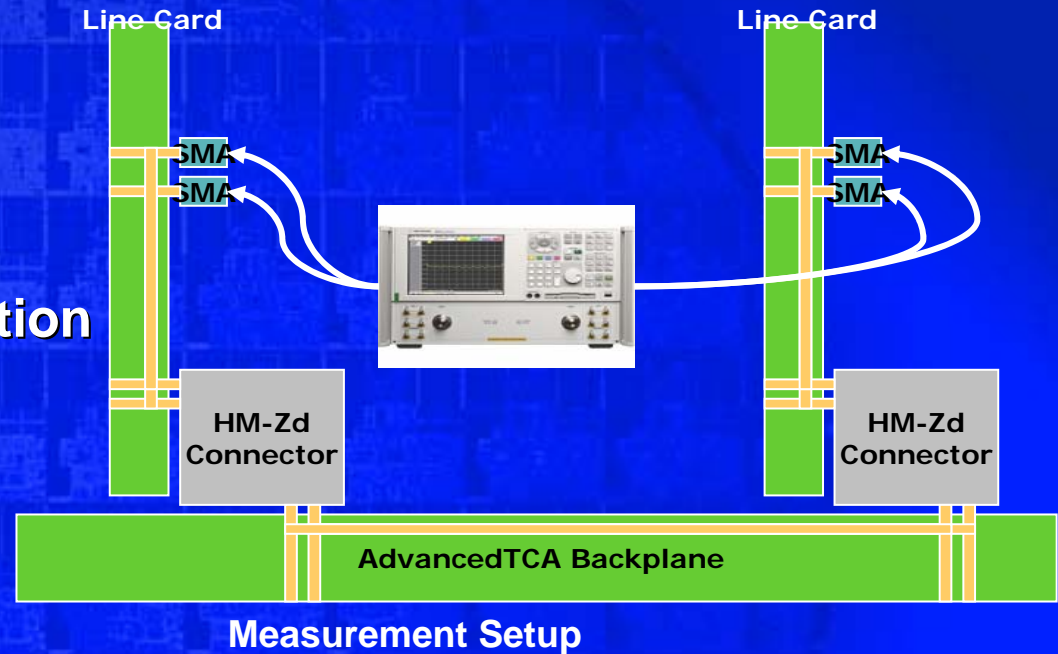 Line Card
Line Card
SMA
SMA
SMA
SMA
tion
HM-Zd
Connector
HM-Zd
Connector
AdvancedTCA Backplane
Measurement Setup